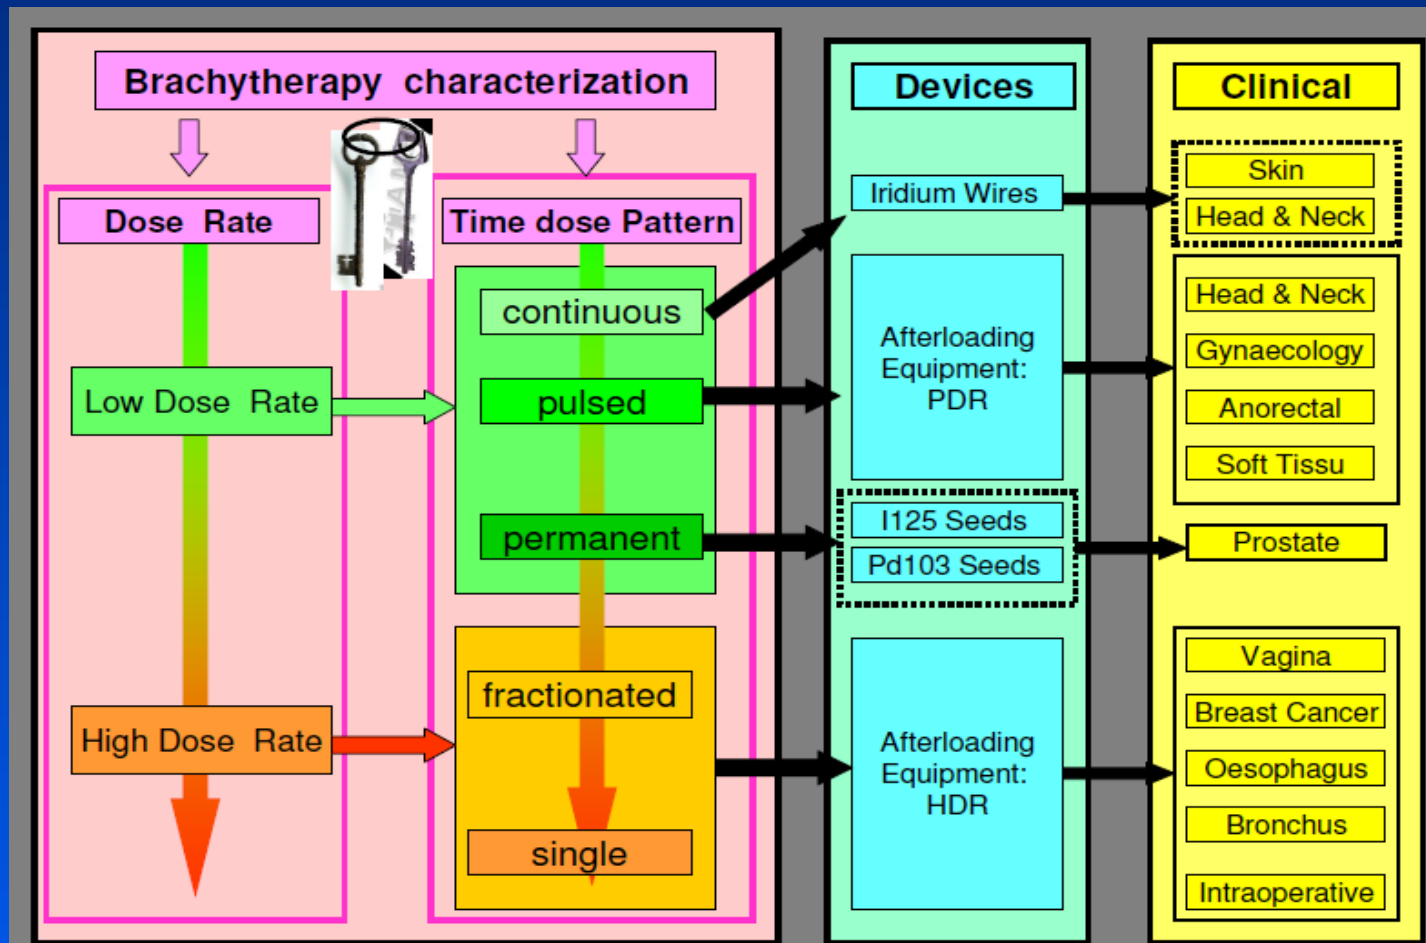 Brachytherapy characterization
Dose Rate
Low Dose Rate
High Dose Rate
Time dose Pattern
continuous
pulsed
permanent
fractionated
single
Devices
Iridium Wires
Afterloading
Equipment:
PDR
I125 Seeds
Pd103 Seeds
Afterloading
Equipment:
HDR
Clinical
Skin
Head & Neck
Head & Neck
Gynaecology
Anorectal
Soft Tissu
Prostate
Vagina
Breast Cancer
Oesophagus
Bronchus
Intraoperative